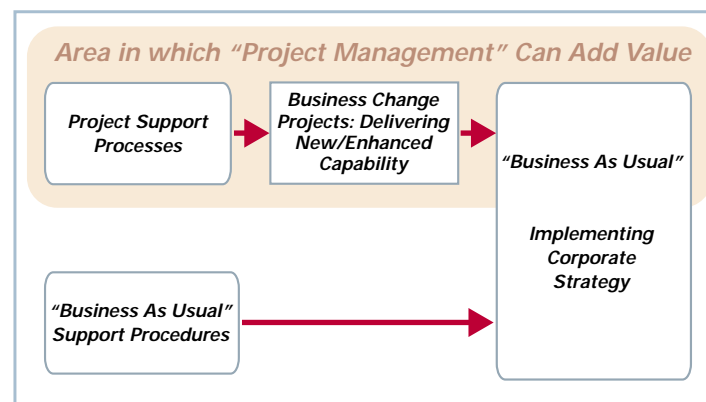 Area in which “Project Management” Can Add Value
Project Support
Processes
Business Change
Projects: Delivering
New/Enhanced
Capability
“Business As Usual”
Implementing
Corporate
Strategy
“Business As Usual”
Support Procedures